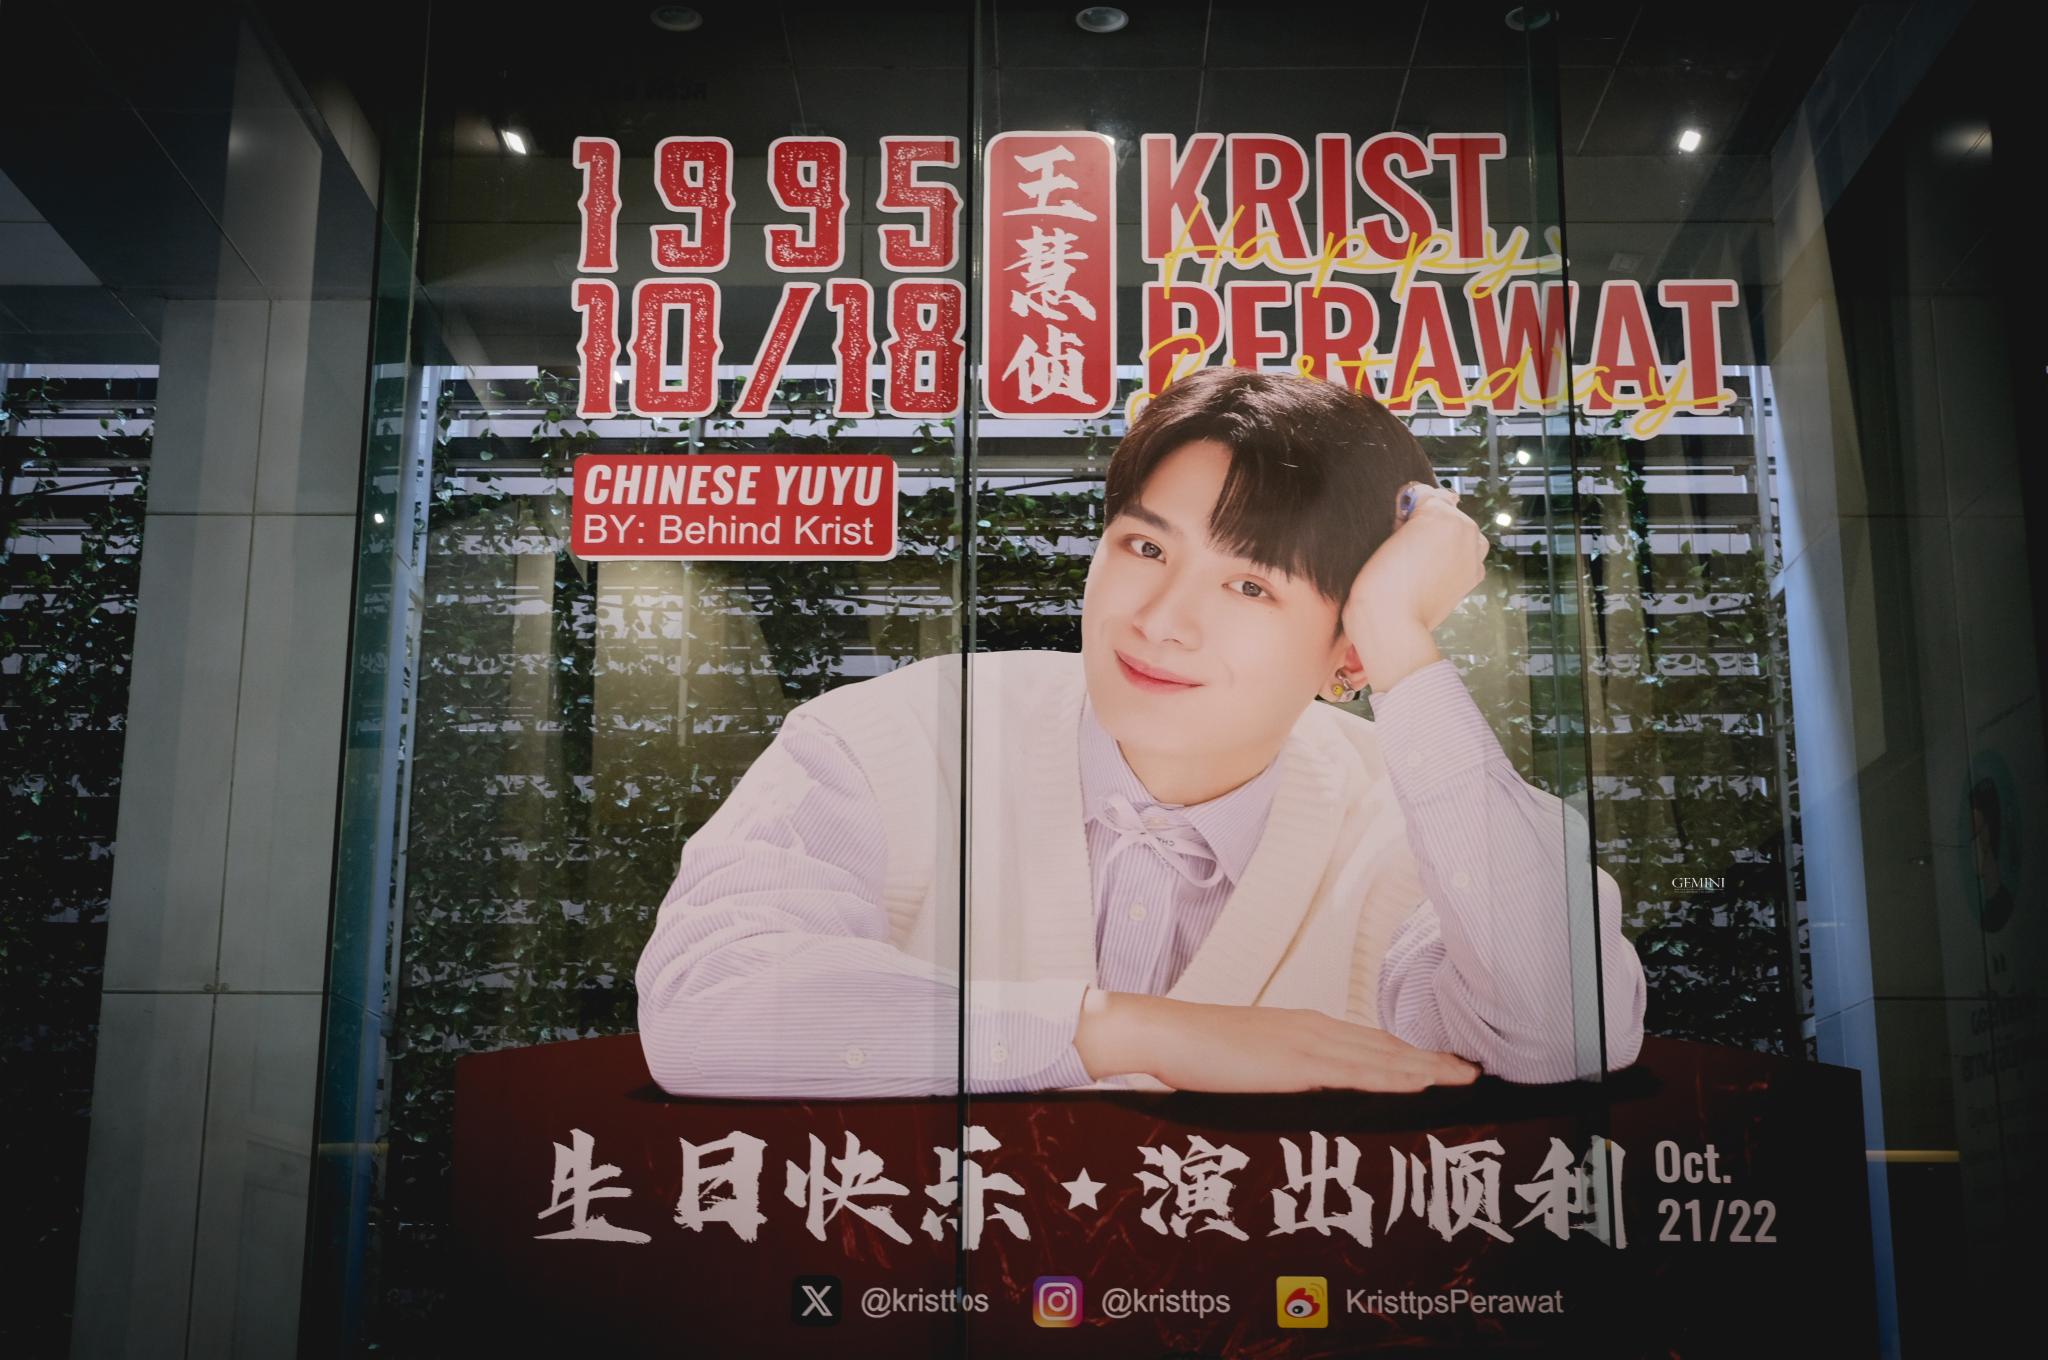 1995
10/18
王慧侦
KRIST
PERAWAT
Happy
Birthday
CHINESE YUYU
BY: Behind Krist
生日快乐★演出顺利
Oct.
21/22
@kristtps
@kristtps
KristtpsPerawat
GEMINI